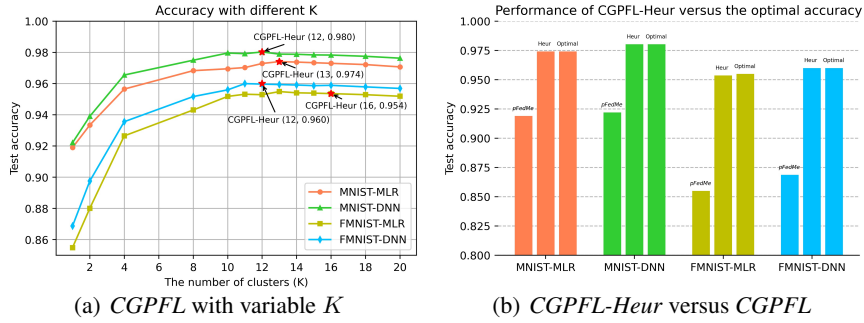 Accuracy with different K
1.00
0.98
0.96
0.94
0.92
0.90
0.88
0.86
Test accuracy
CGPFL-Heur (12, 0.980)
CGPFL-Heur (13, 0.974)
CGPFL-Heur (16, 0.954)
CGPFL-Heur (12, 0.960)
MNIST-MLR
MNIST-DNN
FMNIST-MLR
FMNIST-DNN
2 4 6 8 10 12 14 16 18 20
The number of clusters (K)
(a) CGPFL with variable K
Performance of CGPFL-Heur versus the optimal accuracy
1.000
0.975
0.950
0.925
0.900
0.875
0.850
0.825
0.800
Test accuracy
pFedMe Heur Optimal
pFedMe Heur Optimal
pFedMe Heur Optimal
pFedMe Heur Optimal
MNIST-MLR MNIST-DNN FMNIST-MLR FMNIST-DNN
(b) CGPFL-Heur versus CGPFL